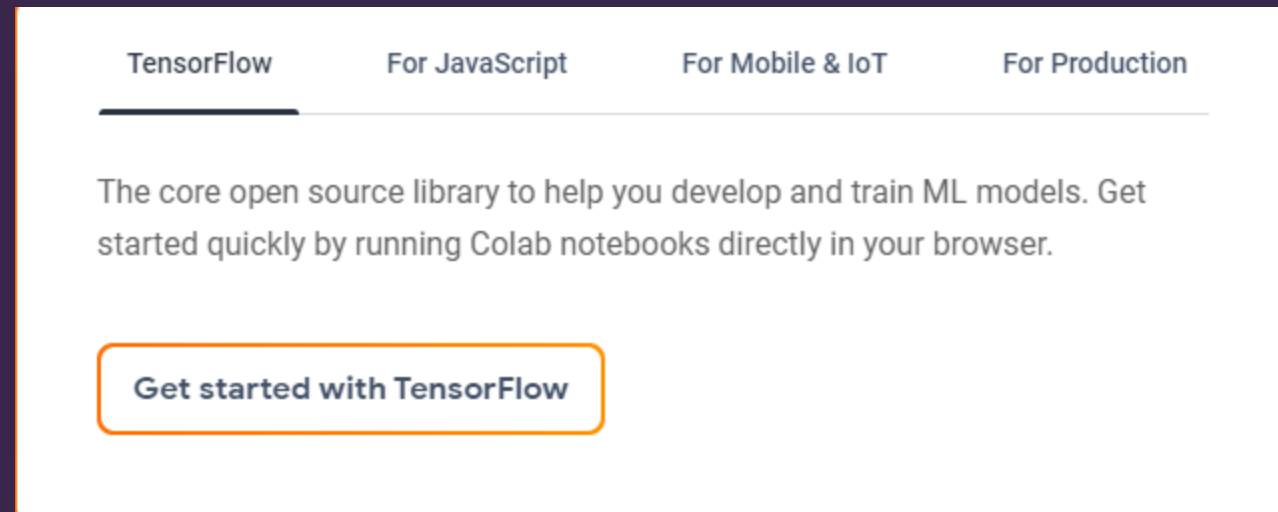 TensorFlow For JavaScript For Mobile & IoT For Production
The core open source library to help you develop and train ML models. Get
started quickly by running Colab notebooks directly in your browser.
Get started with TensorFlow